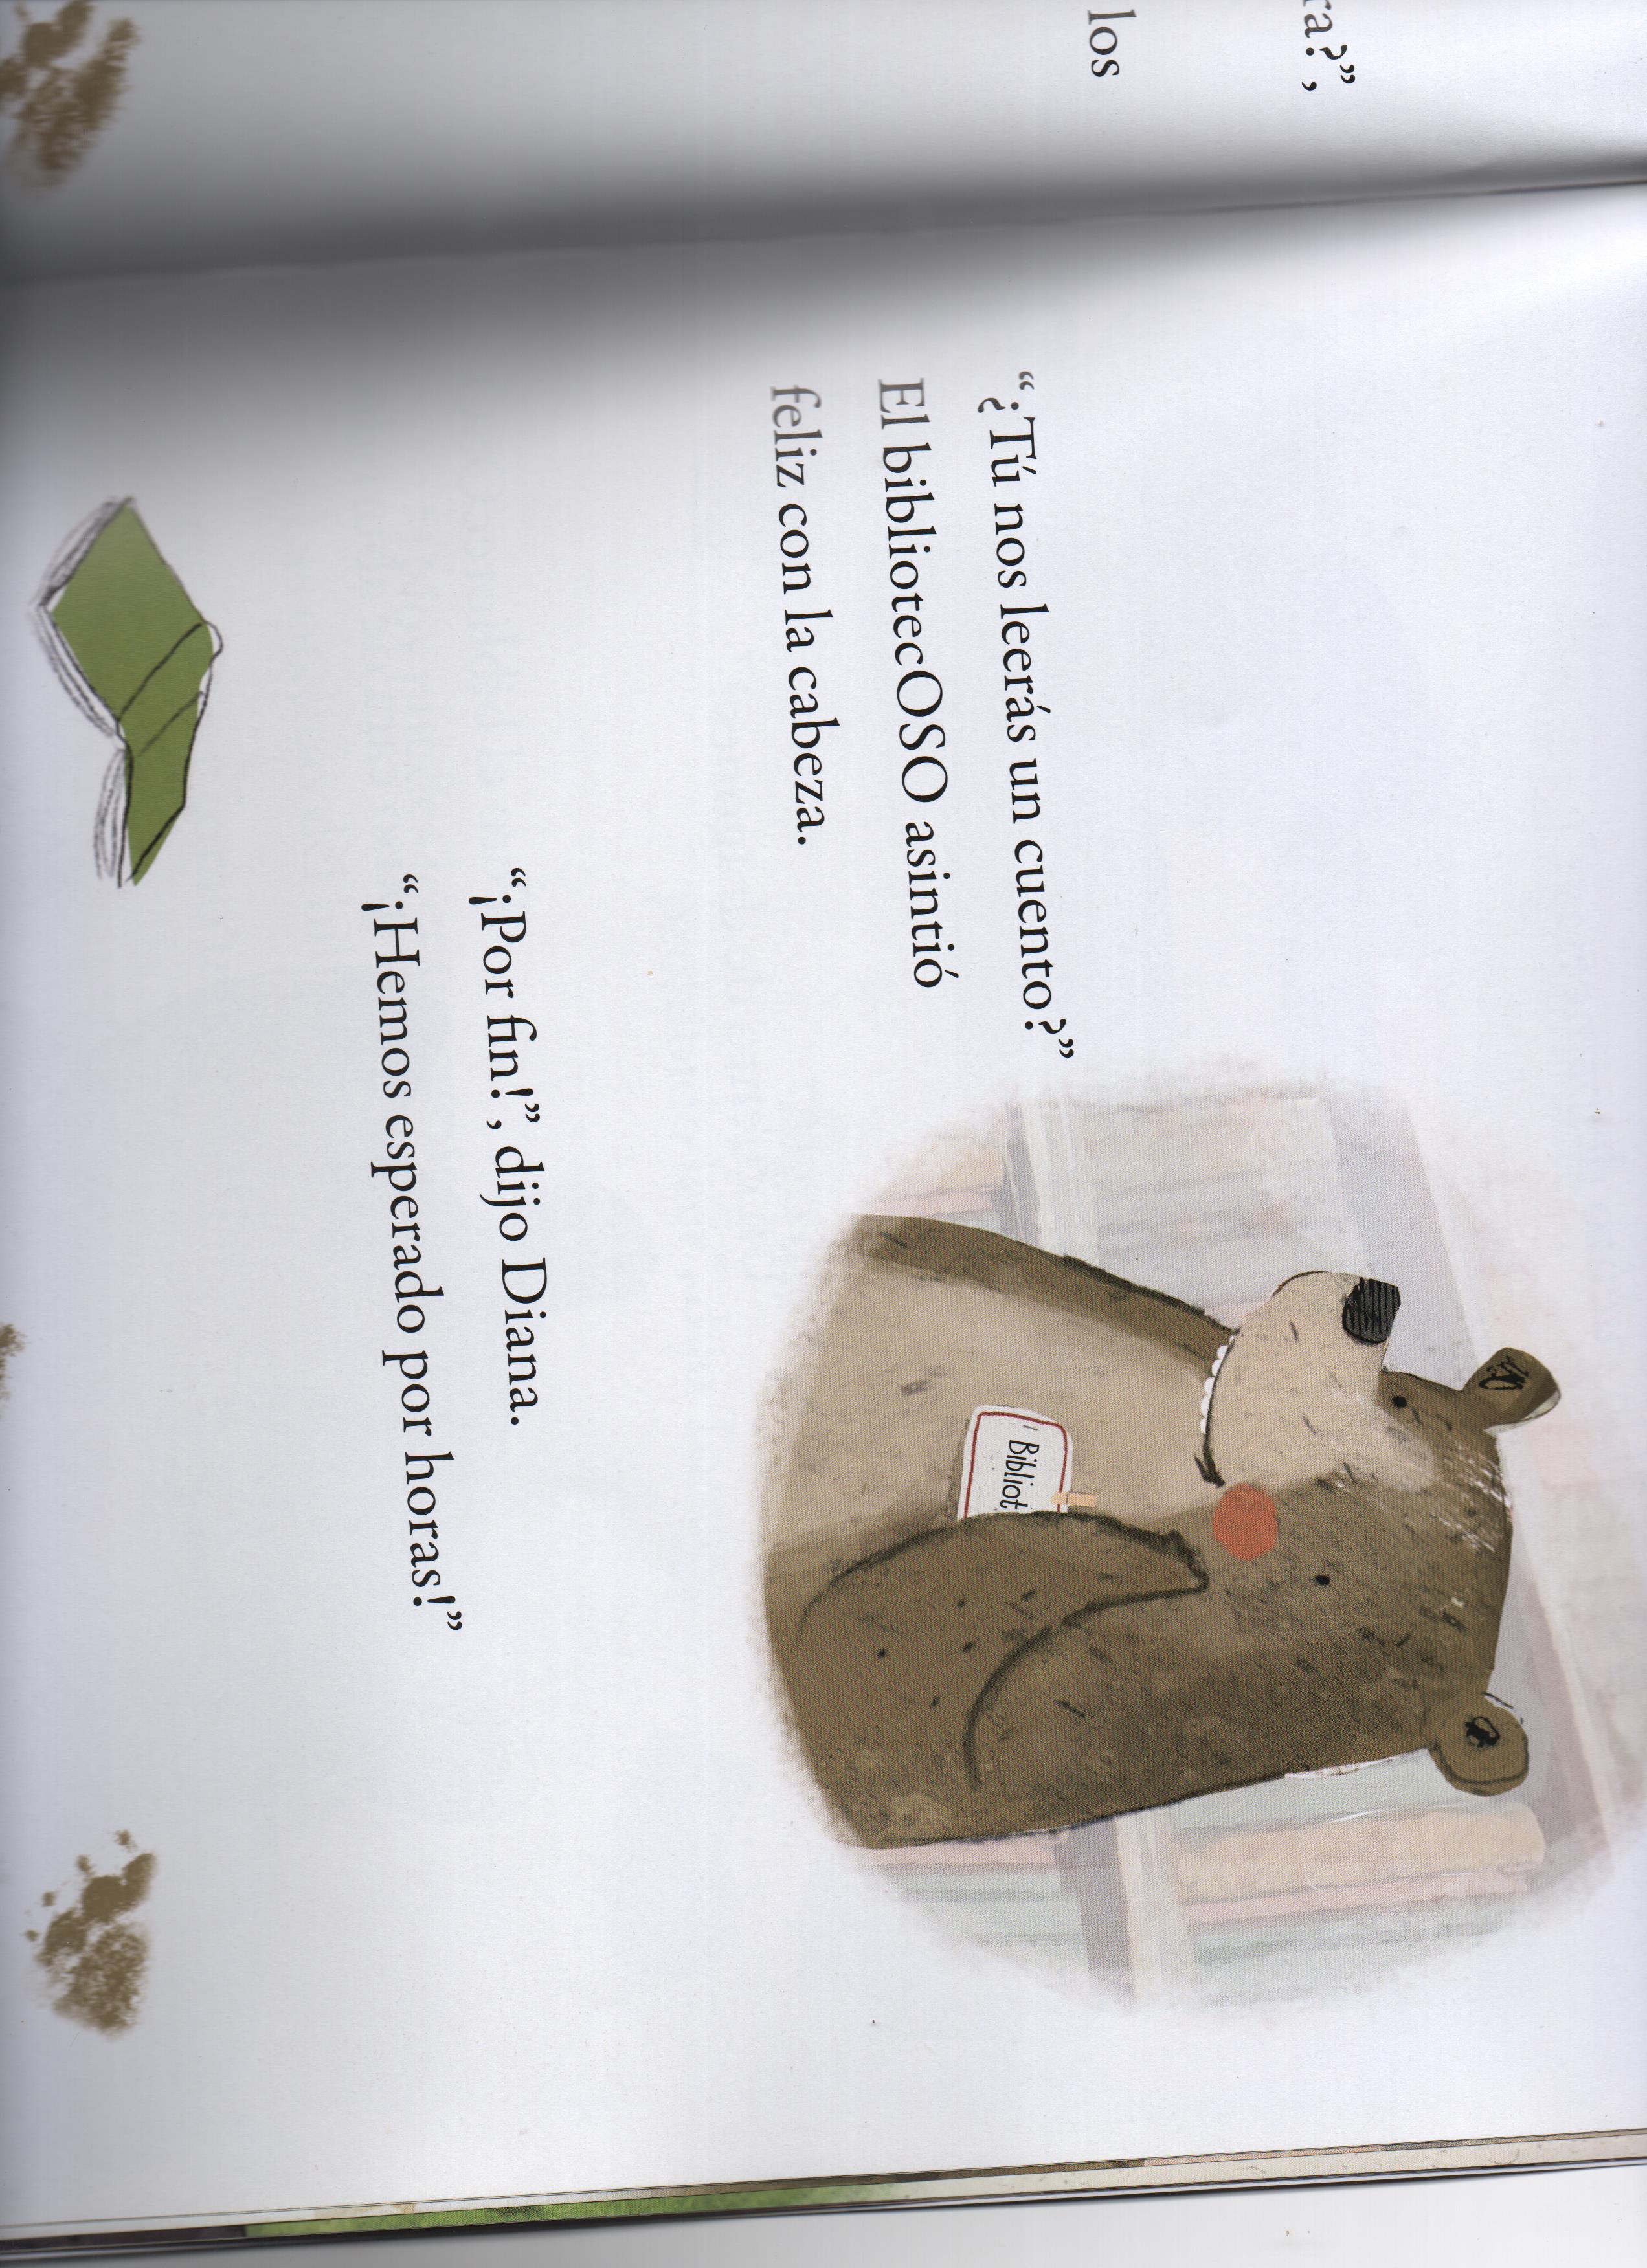 los
“¿Tú nos leerás un cuento?”
El bibliotecOSO asintió
feliz con la cabeza.
Bibliot
“¡Por fin!”, dijo Diana.
“¡Hemos esperado por horas!”